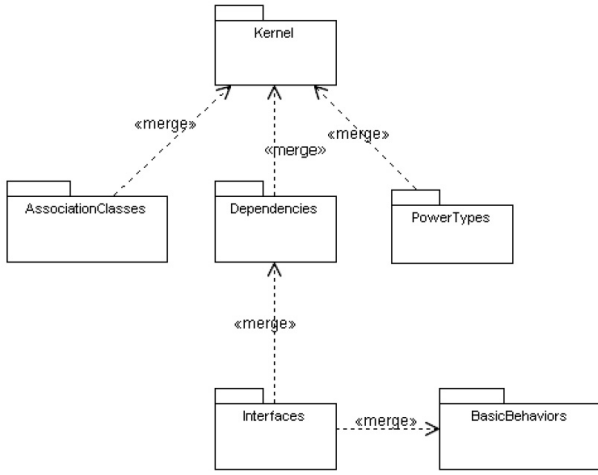 Kernel
«merge»
«merge»
«merge»
AssociationClasses
Dependencies
PowerTypes
«merge»
Interfaces
«merge»
BasicBehaviors